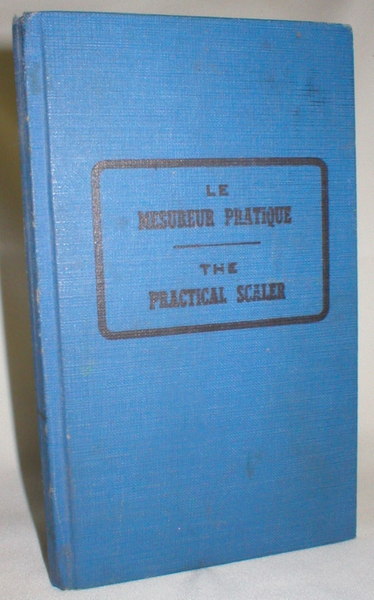 LE
MESUREUR PRATIQUE
THE
PRACTICAL SCALER